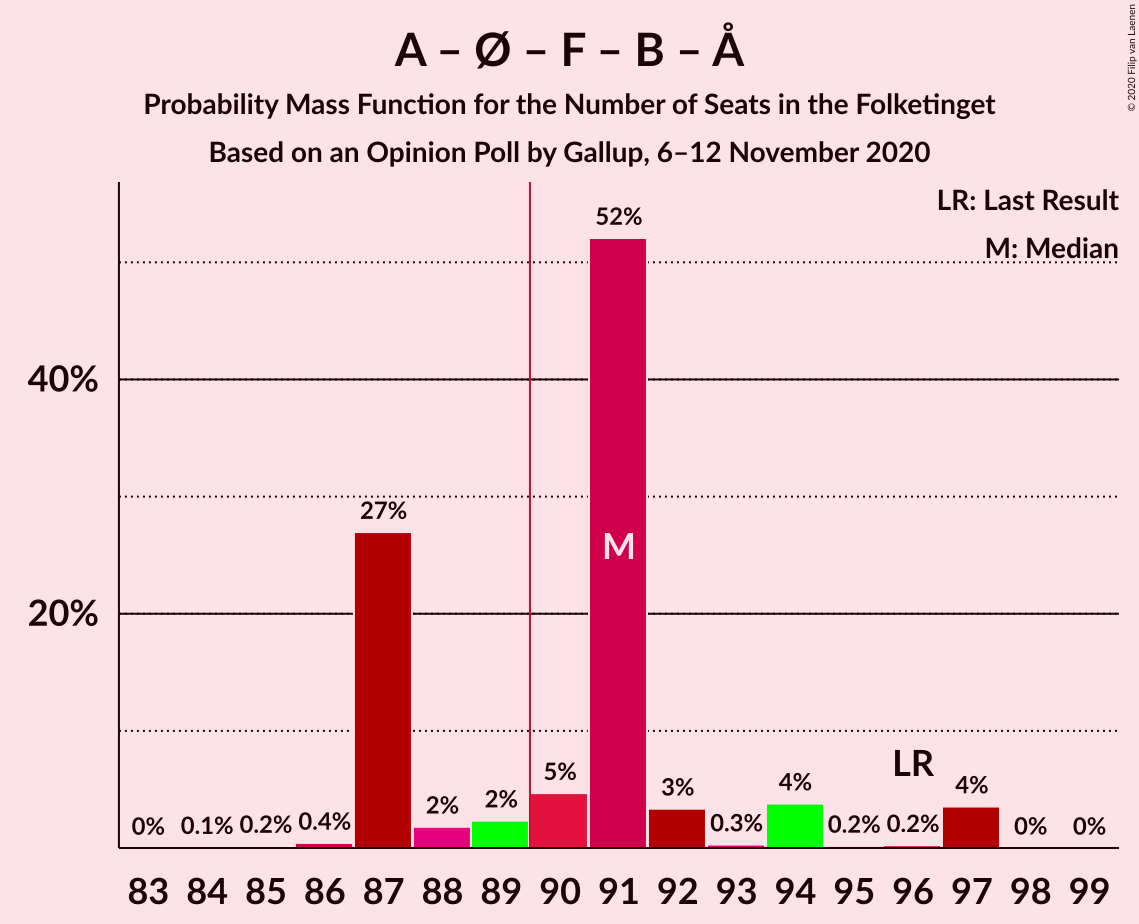 A – Ø – F – B – Å
Probability Mass Function for the Number of Seats in the Folketinget
Based on an Opinion Poll by Gallup, 6–12 November 2020
© 2020 Filip van Laenen
LR: Last Result
M: Median
52%
40%
27%
M
20%
LR
0% 0.1% 0.2% 0.4% 2% 2% 5% 3% 0.3% 4% 0.2% 0.2% 4% 0% 0%
83 84 85 86 87 88 89 90 91 92 93 94 95 96 97 98 99